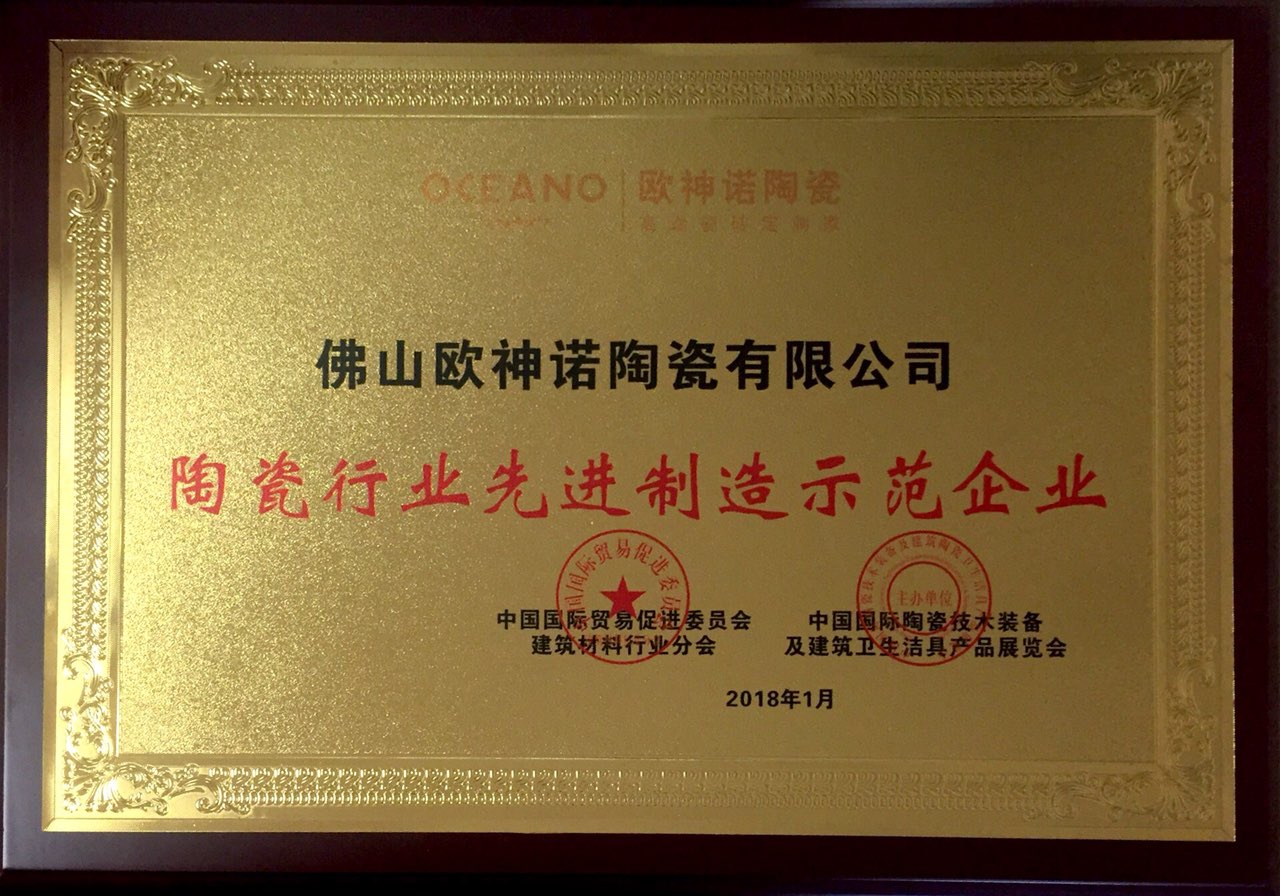 OCEANO 欧神诺陶瓷
佛山欧神诺陶瓷有限公司
陶瓷行业先进制造示范企业
中国国际贸易促进委员会
建筑材料行业分会
中国国际陶瓷技术装备
及建筑卫生洁具产品展览会
主办单位
2018年1月